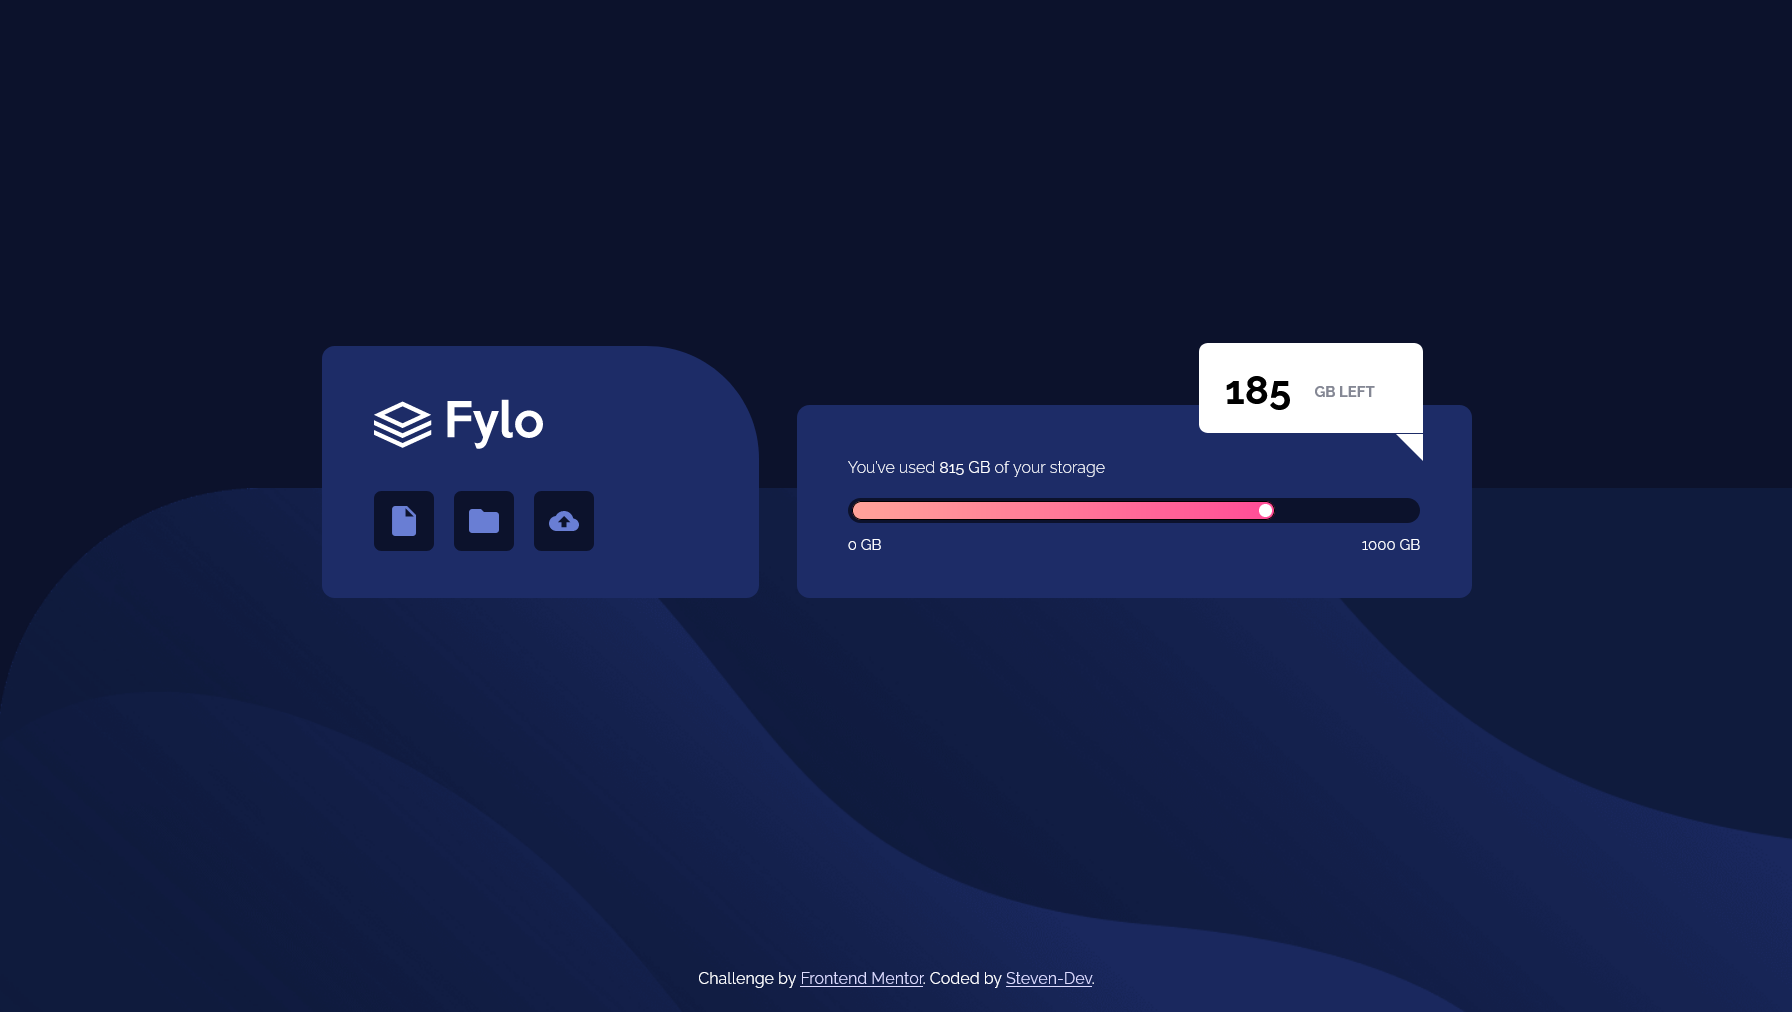 Fylo
185 GB LEFT
You've used 815 GB of your storage
0 GB 1000 GB
Challenge by Frontend Mentor. Coded by Steven-Dev.